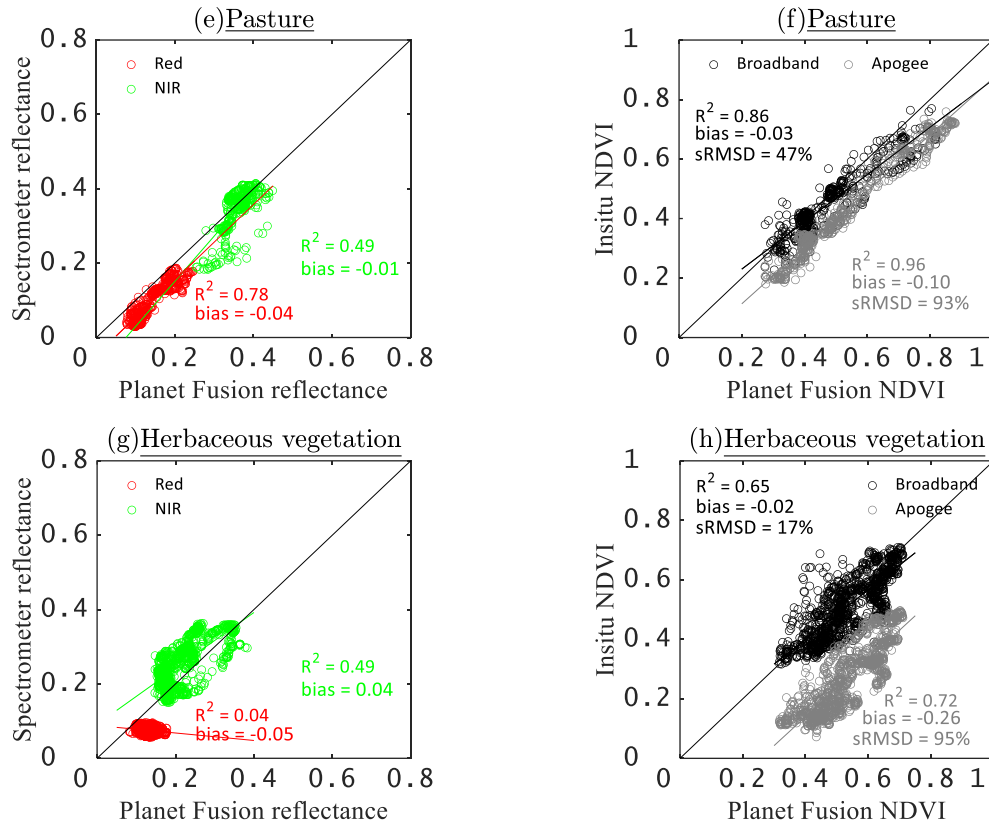 (e)Pasture
0.8
0.6
0.4
0.2
0
0 0.2 0.4 0.6 0.8
Spectrometer reflectance
Planet Fusion reflectance
Red
NIR
R² = 0.49
bias = -0.01
R² = 0.78
bias = -0.04
(f)Pasture
1
0.8
0.6
0.4
0.2
0
0 0.2 0.4 0.6 0.8 1
Insitu NDVI
Planet Fusion NDVI
Broadband Apogee
R² = 0.86
bias = -0.03
sRMSD = 47%
R² = 0.96
bias = -0.10
sRMSD = 93%
(g)Herbaceous vegetation
0.8
0.6
0.4
0.2
0
0 0.2 0.4 0.6 0.8
Spectrometer reflectance
Planet Fusion reflectance
Red
NIR
R² = 0.49
bias = 0.04
R² = 0.04
bias = -0.05
(h)Herbaceous vegetation
1
0.8
0.6
0.4
0.2
0
0 0.2 0.4 0.6 0.8 1
Insitu NDVI
Planet Fusion NDVI
Broadband
Apogee
R² = 0.65
bias = -0.02
sRMSD = 17%
R² = 0.72
bias = -0.26
sRMSD = 95%